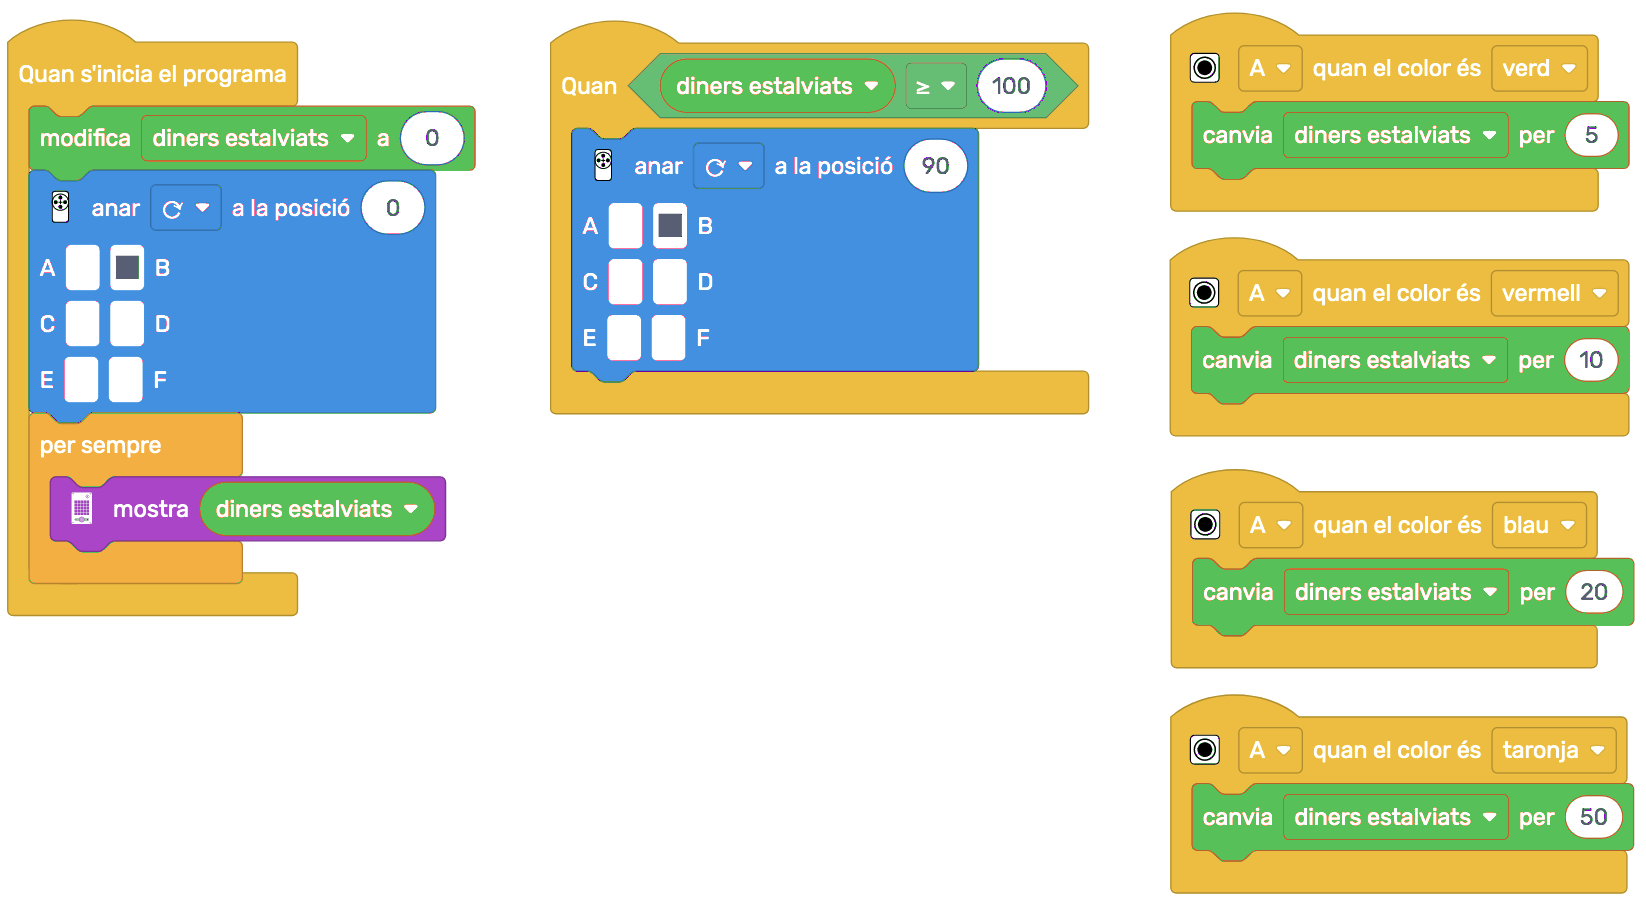 Quan s'inicia el programa
modifica diners estalviats a 0
anar a la posició 0
A B
C D
E F
per sempre
mostra diners estalviats
Quan diners estalviats ≥ 100
anar a la posició 90
A B
C D
E F
A quan el color és verd
canvia diners estalviats per 5
A quan el color és vermell
canvia diners estalviats per 10
A quan el color és blau
canvia diners estalviats per 20
A quan el color és taronja
canvia diners estalviats per 50